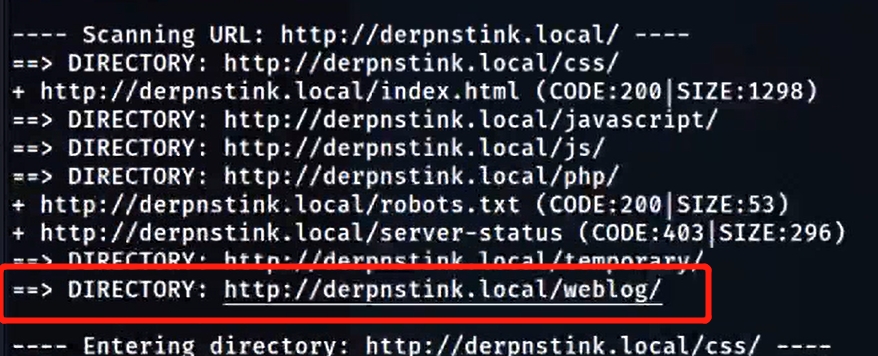 ---- Scanning URL: http://derpnstink.local/ ----
==> DIRECTORY: http://derpnstink.local/css/
+ http://derpnstink.local/index.html (CODE:200|SIZE:1298)
==> DIRECTORY: http://derpnstink.local/javascript/
==> DIRECTORY: http://derpnstink.local/js/
==> DIRECTORY: http://derpnstink.local/php/
+ http://derpnstink.local/robots.txt (CODE:200|SIZE:53)
+ http://derpnstink.local/server-status (CODE:403|SIZE:296)
==> DIRECTORY: http://derpnstink.local/temporary/
==> DIRECTORY: http://derpnstink.local/weblog/
---- Entering directory: http://derpnstink.local/css/ ----